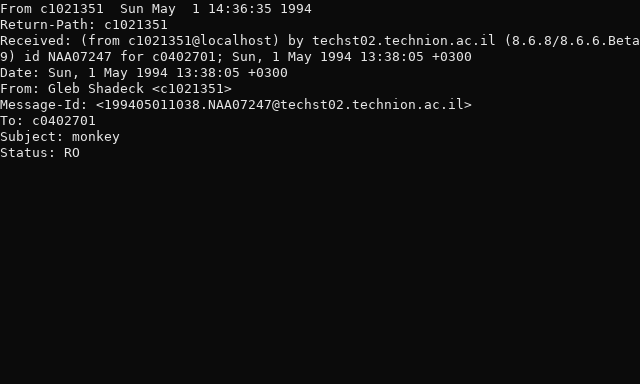 From c1021351  Sun May  1 14:36:35 1994
Return-Path: c1021351
Received: (from c1021351@localhost) by techst02.technion.ac.il (8.6.8/8.6.6.Beta
9) id NAA07247 for c0402701; Sun, 1 May 1994 13:38:05 +0300
Date: Sun, 1 May 1994 13:38:05 +0300
From: Gleb Shadeck <c1021351>
Message-Id: <199405011038.NAA07247@techst02.technion.ac.il>
To: c0402701
Subject: monkey
Status: RO